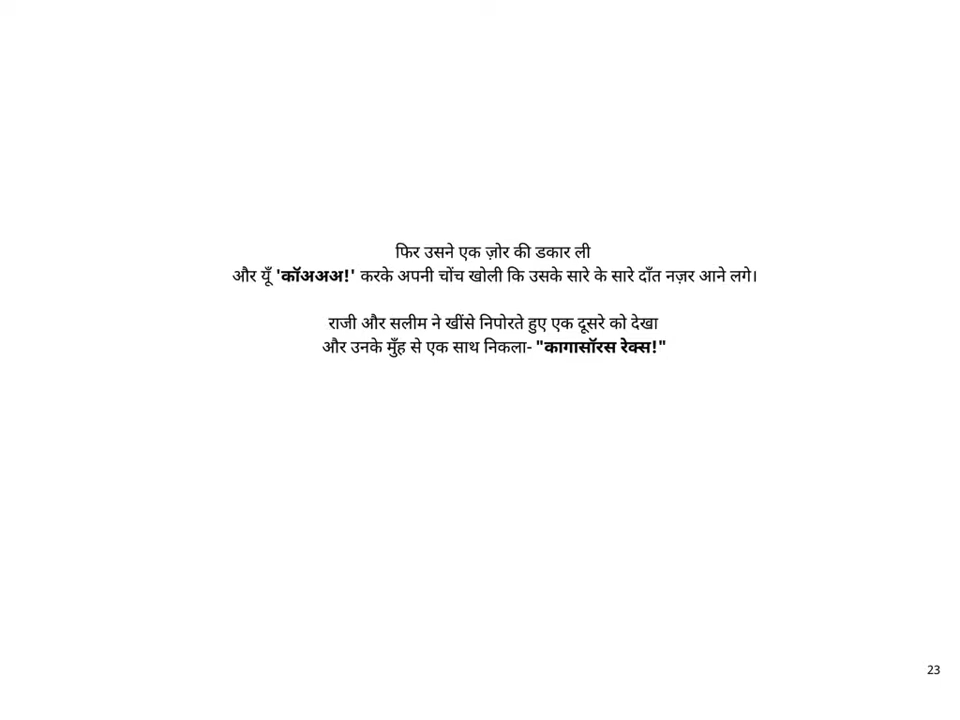 फिर उसने एक ज़ोर की डकार ली
और यूँ 'कॉअअअ!' करके अपनी चोंच खोली कि उसके सारे के सारे दाँत नज़र आने लगे।
राजी और सलीम ने खींसे निपोरते हुए एक दूसरे को देखा
और उनके मुँह से एक साथ निकला- "कागासॉरस रेक्स!"
23